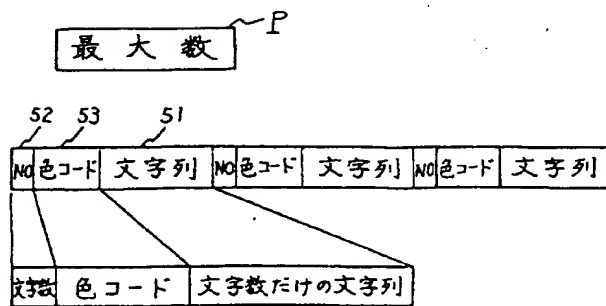 P
最大数
52 53 51
NO 色コード 文字列 NO 色コード 文字列 NO 色コード 文字列
文字数 色コード 文字数だけの文字列